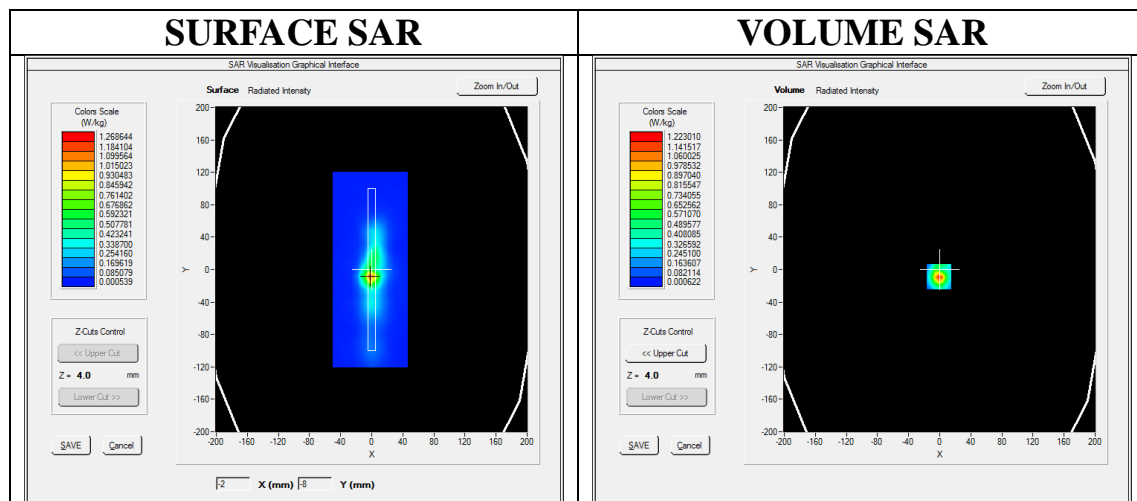 SURFACE SAR
SAR Visualisation Graphical Interface
Surface Radiated Intensity
Zoom In/Out
Colors Scale
(W/kg)
1.268644
1.184104
1.099564
1.015023
0.930483
0.845942
0.761402
0.676862
0.592321
0.507781
0.423241
0.338700
0.254160
0.169619
0.085079
0.000539
Z-Cuts Control
<< Upper Cut
Z = 4.0 mm
Lower Cut >>
SAVE Cancel
200
160
120
80
40
0
-40
-80
-120
-160
-200
Y
-200 -160 -120 -80 -40 0 40 80 120 160 200
X
-2 X (mm) -8 Y (mm)
VOLUME SAR
SAR Visualisation Graphical Interface
Volume Radiated Intensity
Zoom In/Out
Colors Scale
(W/kg)
1.223010
1.141517
1.060025
0.978532
0.897040
0.815547
0.734055
0.652562
0.571070
0.489577
0.408085
0.326592
0.245100
0.163607
0.082114
0.000622
Z-Cuts Control
<< Upper Cut
Z = 4.0 mm
Lower Cut >>
SAVE Cancel
200
160
120
80
40
0
-40
-80
-120
-160
-200
Y
-200 -160 -120 -80 -40 0 40 80 120 160 200
X